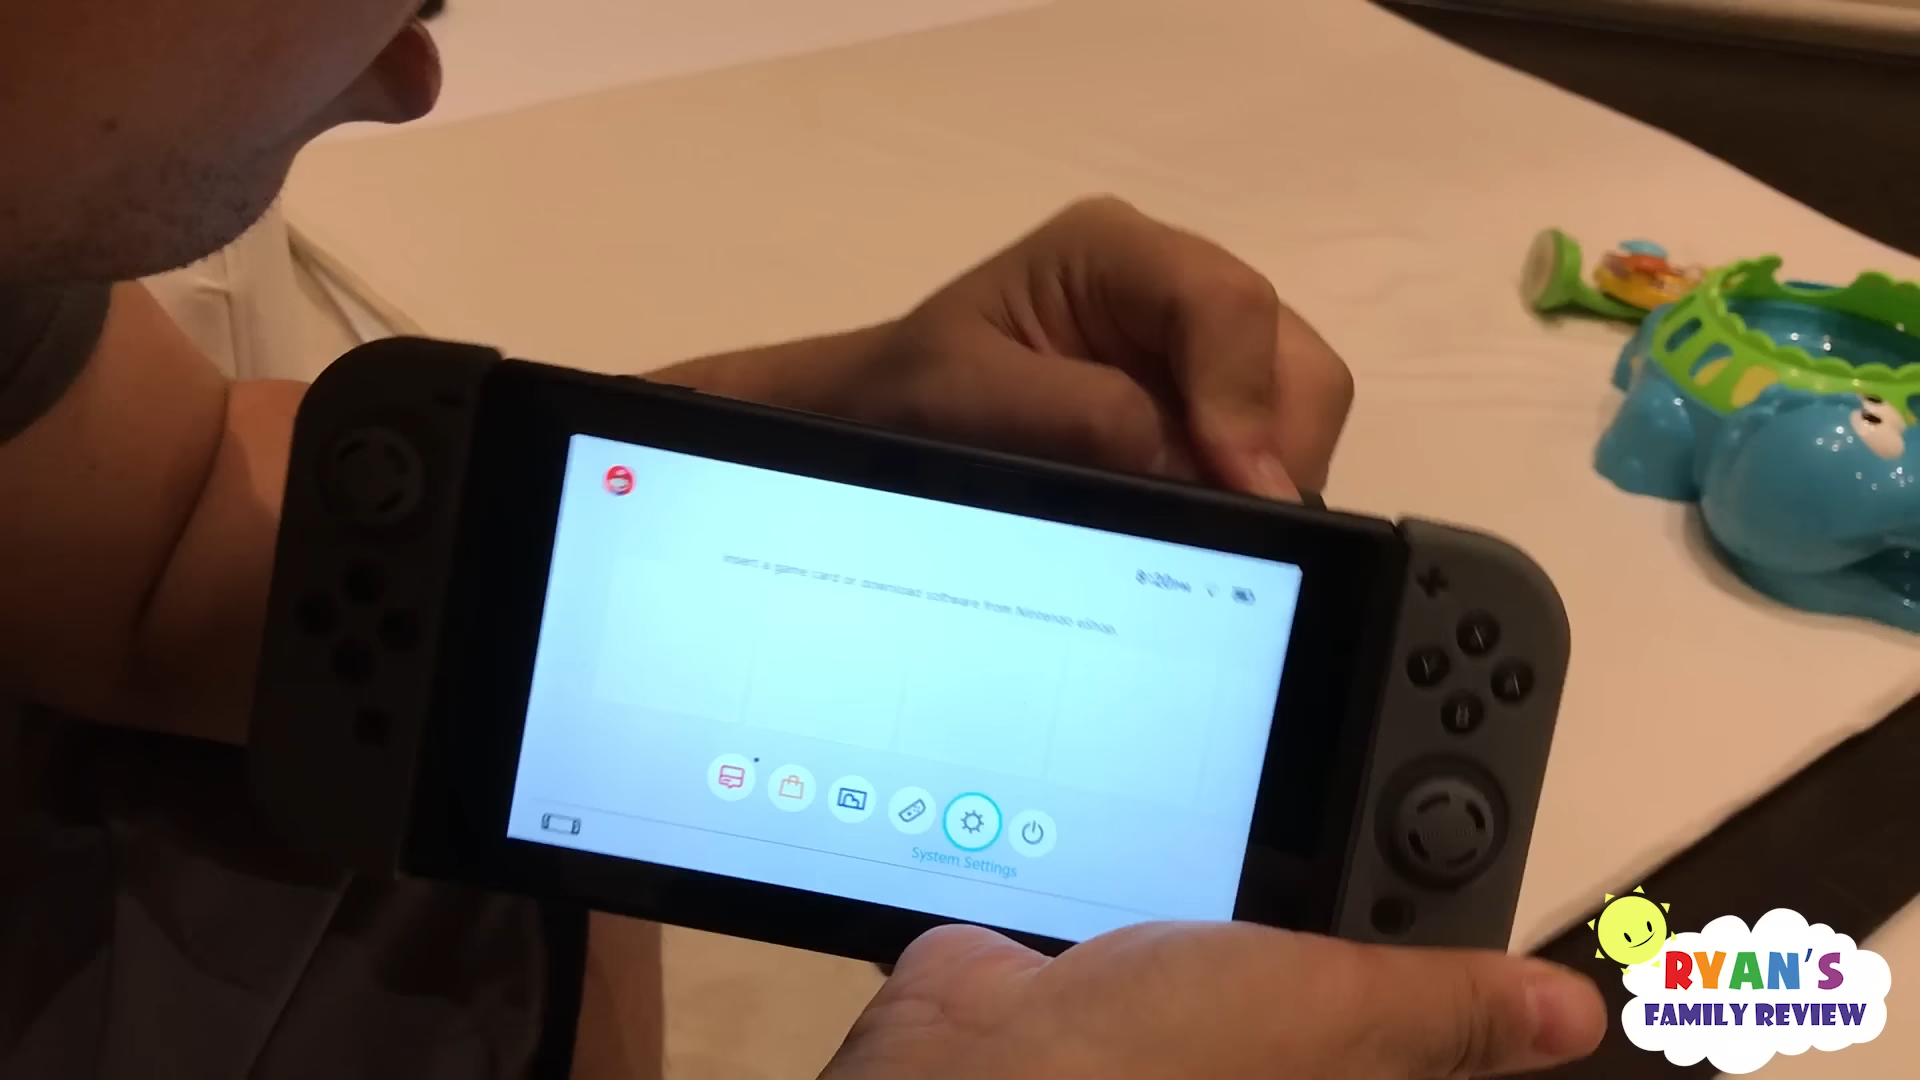 Insert a game card or download software from Nintendo eShop.
System Settings
RYAN'S
FAMILY REVIEW